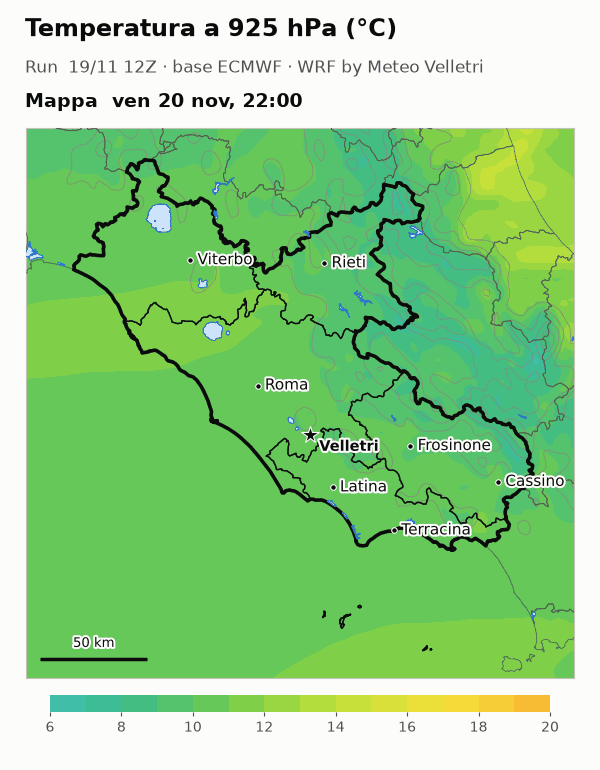 Temperatura a 925 hPa (°C)
Run  19/11 12Z · base ECMWF · WRF by Meteo Velletri
Mappa  ven 20 nov, 22:00
Viterbo
Rieti
Roma
Velletri
Frosinone
Cassino
Latina
Terracina
50 km
6 8 10 12 14 16 18 20